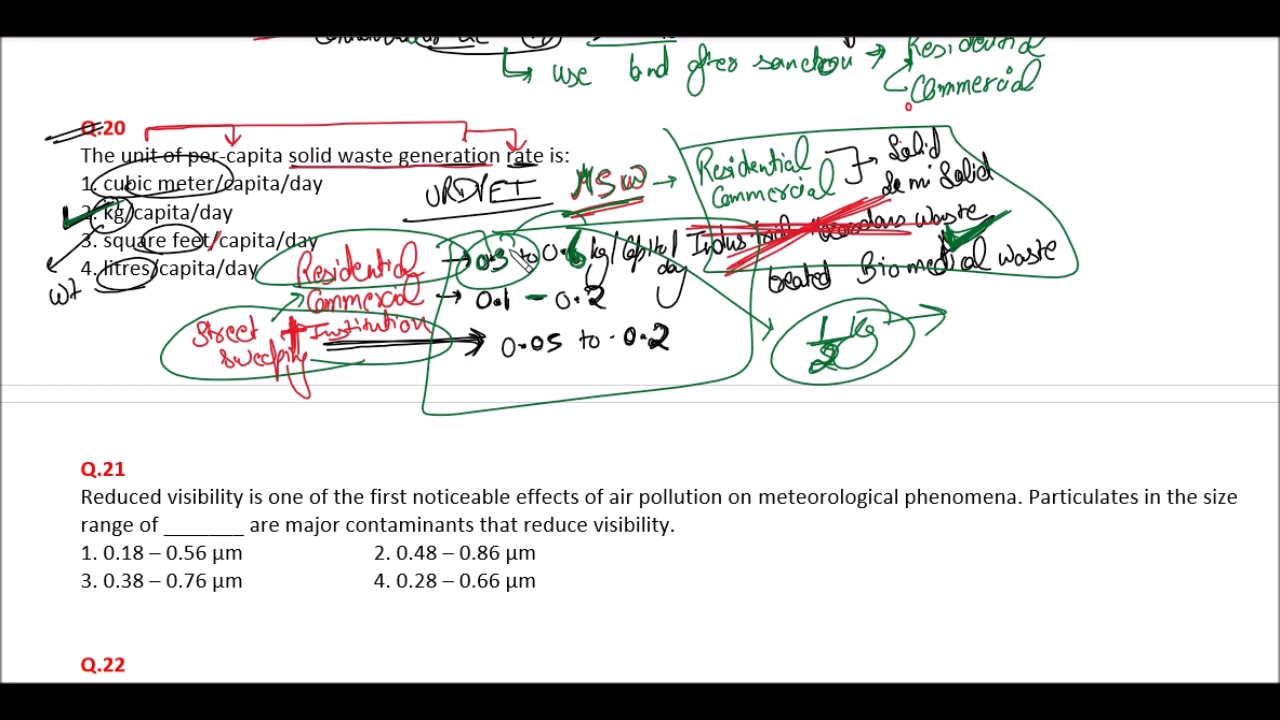 ↳ use land after sanction → Residential
Commercial
Q.20
The unit of per-capita solid waste generation rate is:
1. cubic meter/capita/day
2. kg/capita/day
3. square feet/capita/day
4. litres/capita/day
wt
MSW →
Residential
Commercial
→ Solid
Semi Solid
Industrial Hazardous waste
treated Biomedical waste
Residential → 0.3 to 0.6 kg/Capita/day
Commercial → 0.1 - 0.2
Street Sweeping + Institution → 0.05 to 0.2
1/2 kg
Q.21
Reduced visibility is one of the first noticeable effects of air pollution on meteorological phenomena. Particulates in the size
range of _______ are major contaminants that reduce visibility.
1. 0.18 – 0.56 µm 2. 0.48 – 0.86 µm
3. 0.38 – 0.76 µm 4. 0.28 – 0.66 µm
Q.22